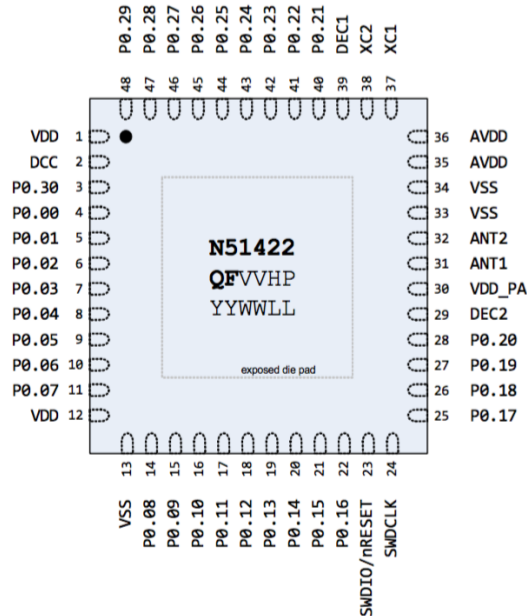 P0.29 P0.28 P0.27 P0.26 P0.25 P0.24 P0.23 P0.22 P0.21 DEC1 XC2 XC1
48 47 46 45 44 43 42 41 40 39 38 37
VDD 1
DCC 2
P0.30 3
P0.00 4
P0.01 5
P0.02 6
P0.03 7
P0.04 8
P0.05 9
P0.06 10
P0.07 11
VDD 12
N51422
QFVVHP
YYWWLL
exposed die pad
36 AVDD
35 AVDD
34 VSS
33 VSS
32 ANT2
31 ANT1
30 VDD_PA
29 DEC2
28 P0.20
27 P0.19
26 P0.18
25 P0.17
13 14 15 16 17 18 19 20 21 22 23 24
VSS P0.08 P0.09 P0.10 P0.11 P0.12 P0.13 P0.14 P0.15 P0.16 SWDIO/nRESET SWDCLK